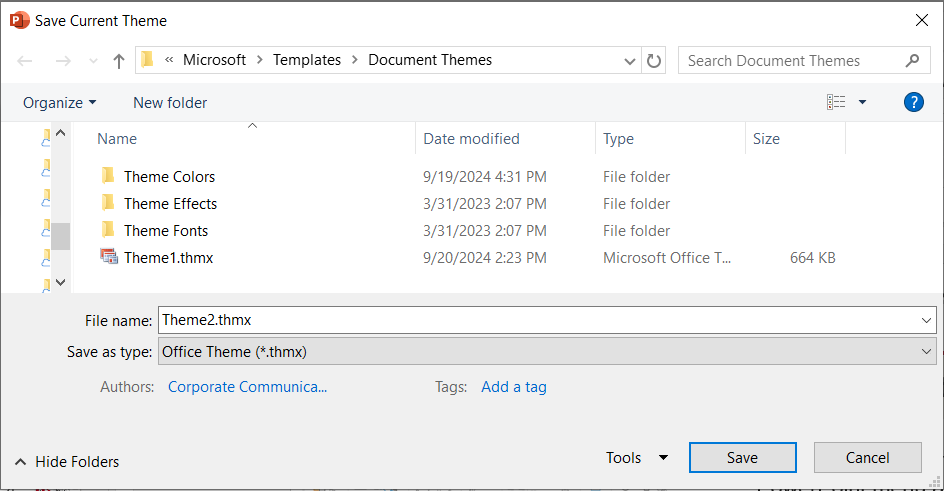 Save Current Theme
« Microsoft > Templates > Document Themes
Search Document Themes
Organize
New folder
?
Name Date modified Type Size
Theme Colors 9/19/2024 4:31 PM File folder
Theme Effects 3/31/2023 2:07 PM File folder
Theme Fonts 3/31/2023 2:07 PM File folder
Theme1.thmx 9/20/2024 2:23 PM Microsoft Office T... 664 KB
File name: Theme2.thmx
Save as type: Office Theme (*.thmx)
Authors: Corporate Communica... Tags: Add a tag
Hide Folders Tools Save Cancel